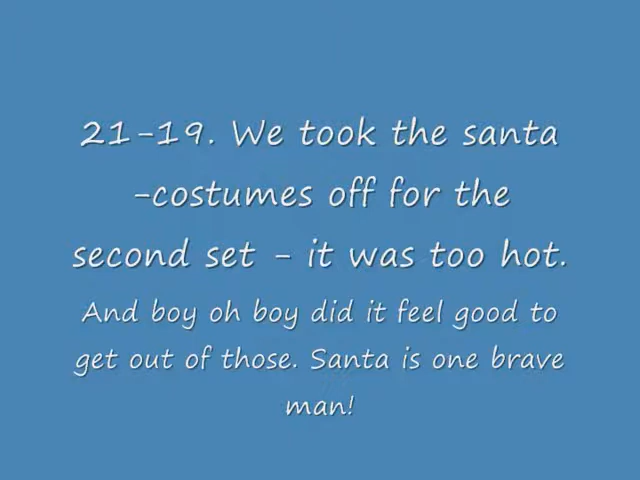 21-19. We took the santa
-costumes off for the
second set - it was too hot.
And boy oh boy did it feel good to
get out of those. Santa is one brave
man!